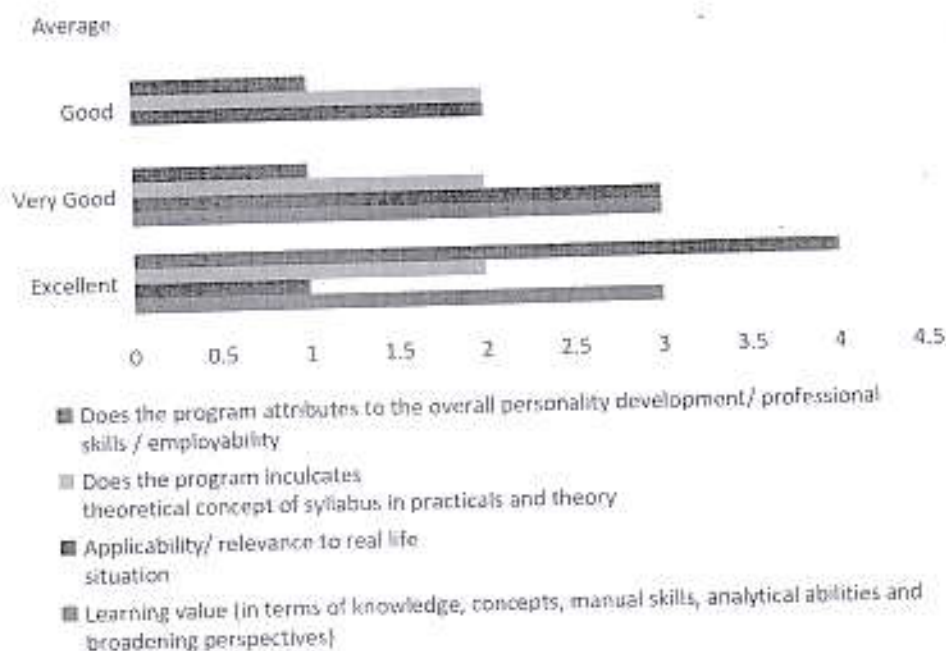 Average
Good
Very Good
Excellent
0 0.5 1 1.5 2 2.5 3 3.5 4 4.5
Does the program attributes to the overall personality development/ professional
skills / employability
Does the program inculcates
theoretical concept of syllabus in practicals and theory
Applicability/ relevance to real life
situation
Learning value (in terms of knowledge, concepts, manual skills, analytical abilities and
broadening perspectives)